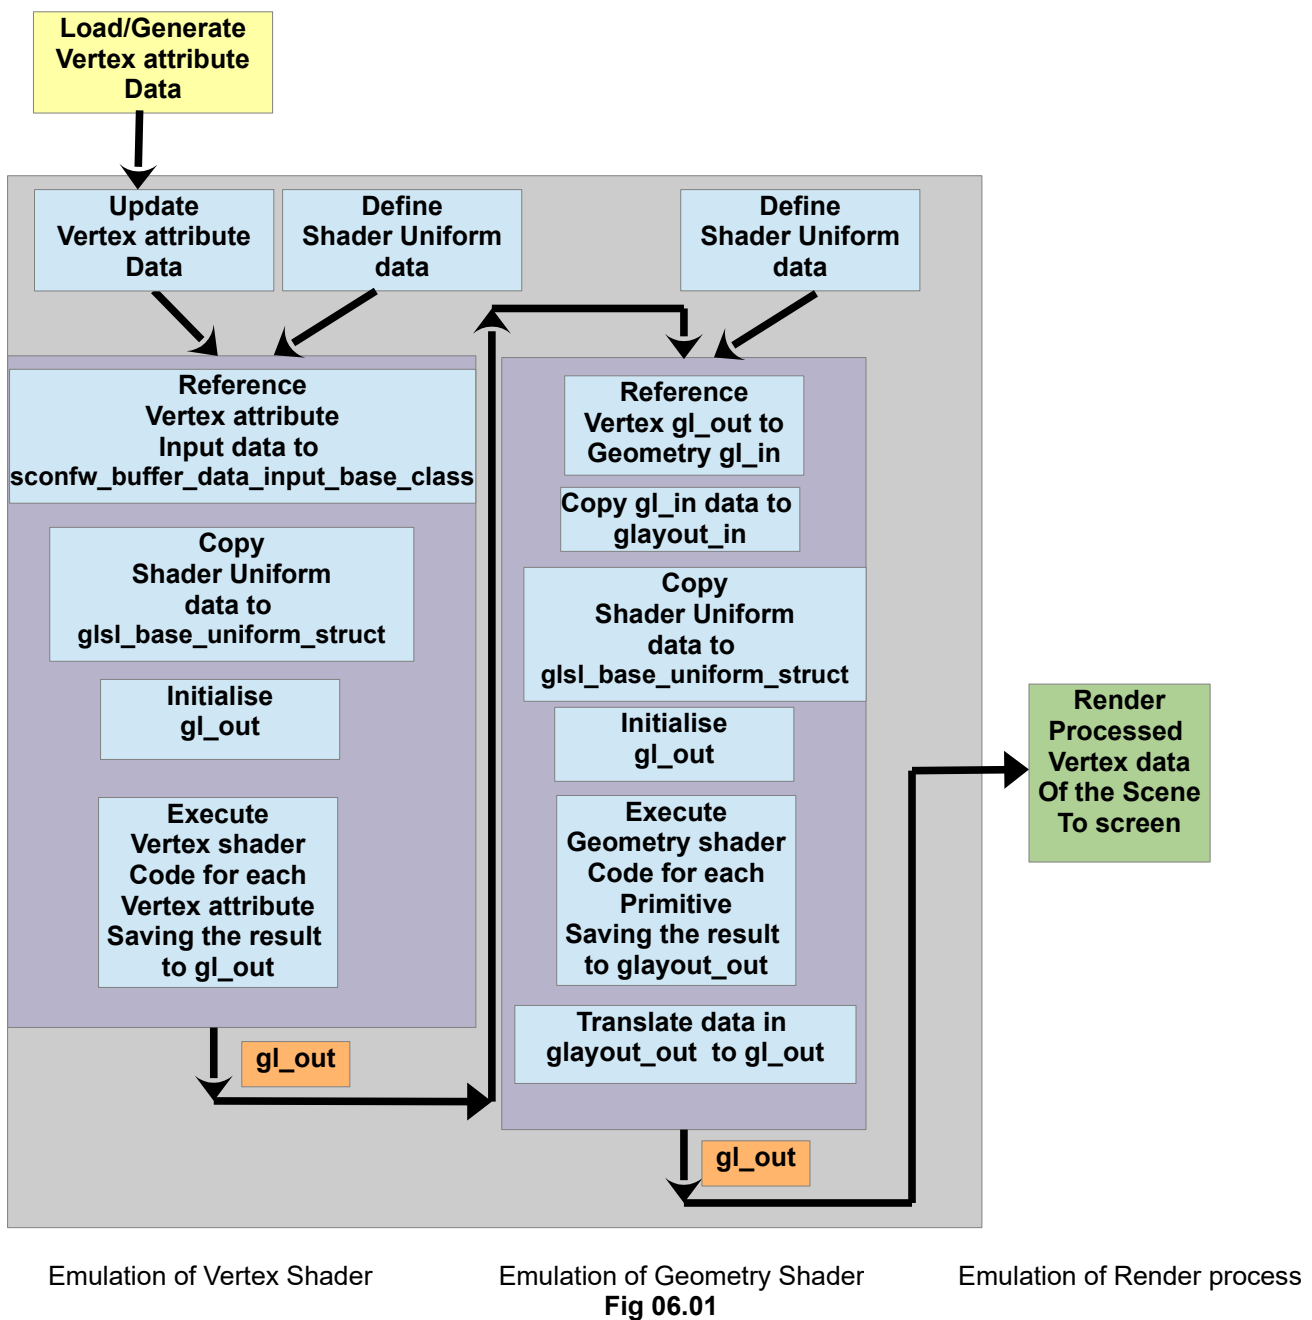 Load/Generate
Vertex attribute
Data
Update
Vertex attribute
Data
Define
Shader Uniform
data
Define
Shader Uniform
data
Reference
Vertex attribute
Input data to
sconfw_buffer_data_input_base_class
Copy
Shader Uniform
data to
glsl_base_uniform_struct
Initialise
gl_out
Execute
Vertex shader
Code for each
Vertex attribute
Saving the result
to gl_out
gl_out
Reference
Vertex gl_out to
Geometry gl_in
Copy gl_in data to
glayout_in
Copy
Shader Uniform
data to
glsl_base_uniform_struct
Initialise
gl_out
Execute
Geometry shader
Code for each
Primitive
Saving the result
to glayout_out
Translate data in
glayout_out to gl_out
gl_out
Render
Processed
Vertex data
Of the Scene
To screen
Emulation of Vertex Shader
Emulation of Geometry Shader
Emulation of Render process
Fig 06.01